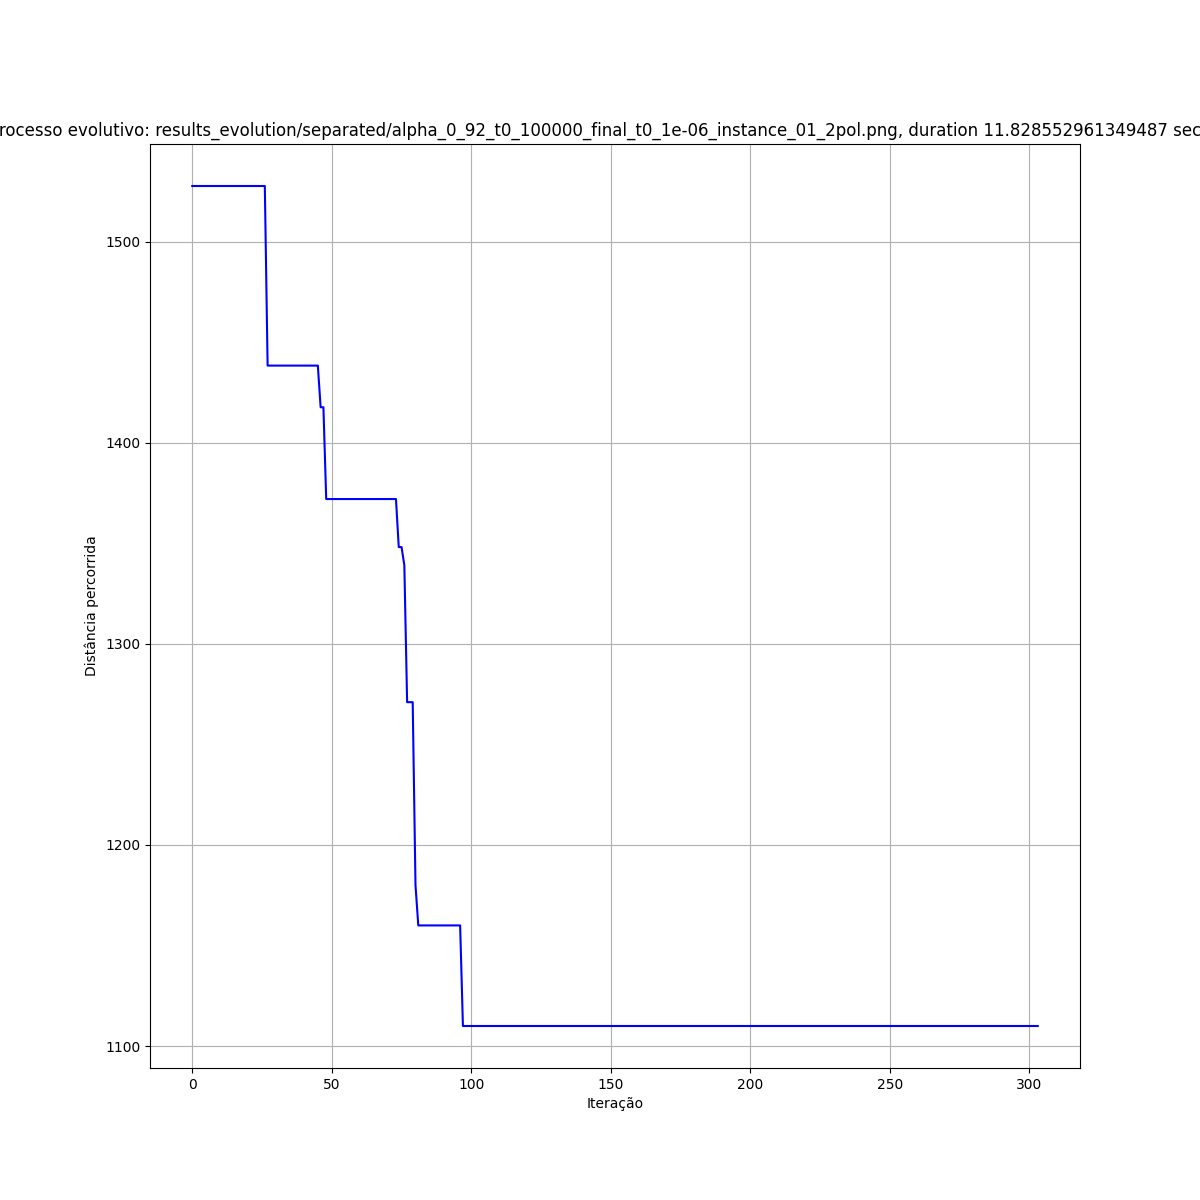 rocesso evolutivo: results_evolution/separated/alpha_0_92_t0_100000_final_t0_1e-06_instance_01_2pol.png, duration 11.828552961349487 sec
1500
1400
1300
1200
1100
Distância percorrida
0 50 100 150 200 250 300
Iteração